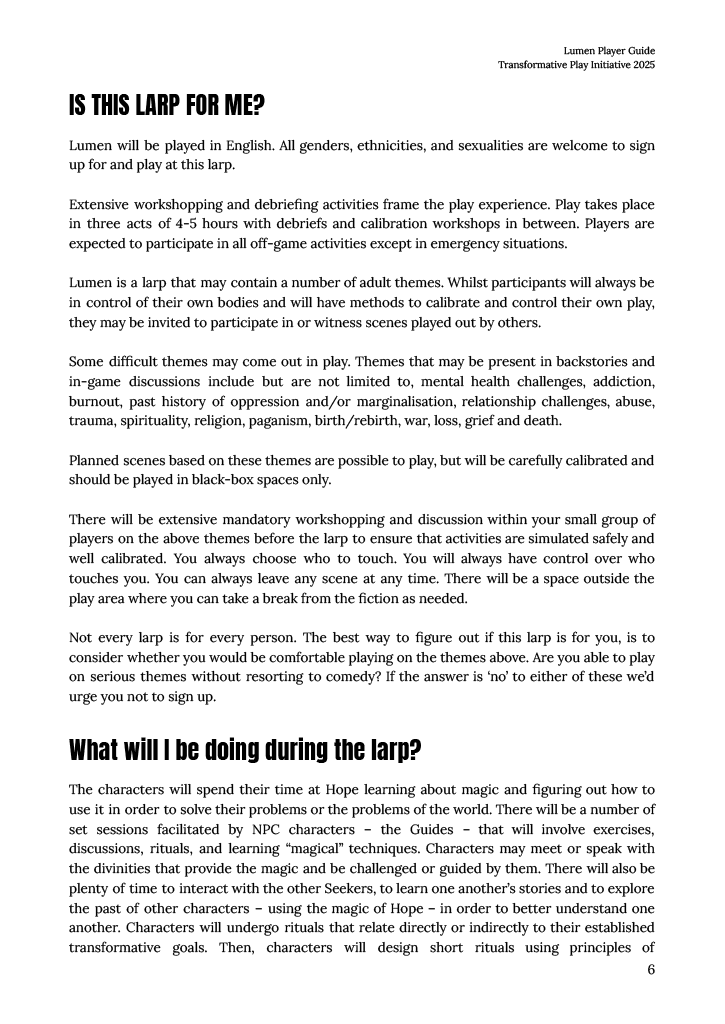 Lumen Player Guide
Transformative Play Initiative 2025
IS THIS LARP FOR ME?
Lumen will be played in English. All genders, ethnicities, and sexualities are welcome to sign
up for and play at this larp.
Extensive workshopping and debriefing activities frame the play experience. Play takes place
in three acts of 4-5 hours with debriefs and calibration workshops in between. Players are
expected to participate in all off-game activities except in emergency situations.
Lumen is a larp that may contain a number of adult themes. Whilst participants will always be
in control of their own bodies and will have methods to calibrate and control their own play,
they may be invited to participate in or witness scenes played out by others.
Some difficult themes may come out in play. Themes that may be present in backstories and
in-game discussions include but are not limited to, mental health challenges, addiction,
burnout, past history of oppression and/or marginalisation, relationship challenges, abuse,
trauma, spirituality, religion, paganism, birth/rebirth, war, loss, grief and death.
Planned scenes based on these themes are possible to play, but will be carefully calibrated and
should be played in black-box spaces only.
There will be extensive mandatory workshopping and discussion within your small group of
players on the above themes before the larp to ensure that activities are simulated safely and
well calibrated. You always choose who to touch. You will always have control over who
touches you. You can always leave any scene at any time. There will be a space outside the
play area where you can take a break from the fiction as needed.
Not every larp is for every person. The best way to figure out if this larp is for you, is to
consider whether you would be comfortable playing on the themes above. Are you able to play
on serious themes without resorting to comedy? If the answer is ‘no’ to either of these we’d
urge you not to sign up.
What will I be doing during the larp?
The characters will spend their time at Hope learning about magic and figuring out how to
use it in order to solve their problems or the problems of the world. There will be a number of
set sessions facilitated by NPC characters – the Guides – that will involve exercises,
discussions, rituals, and learning “magical” techniques. Characters may meet or speak with
the divinities that provide the magic and be challenged or guided by them. There will also be
plenty of time to interact with the other Seekers, to learn one another’s stories and to explore
the past of other characters – using the magic of Hope – in order to better understand one
another. Characters will undergo rituals that relate directly or indirectly to their established
transformative goals. Then, characters will design short rituals using principles of
6